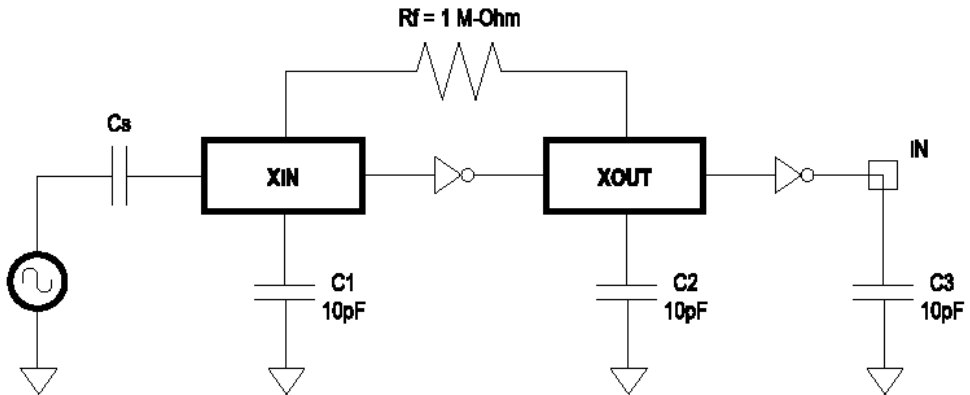 Rf = 1 M-Ohm
Cs
XIN
XOUT
IN
C1
10pF
C2
10pF
C3
10pF